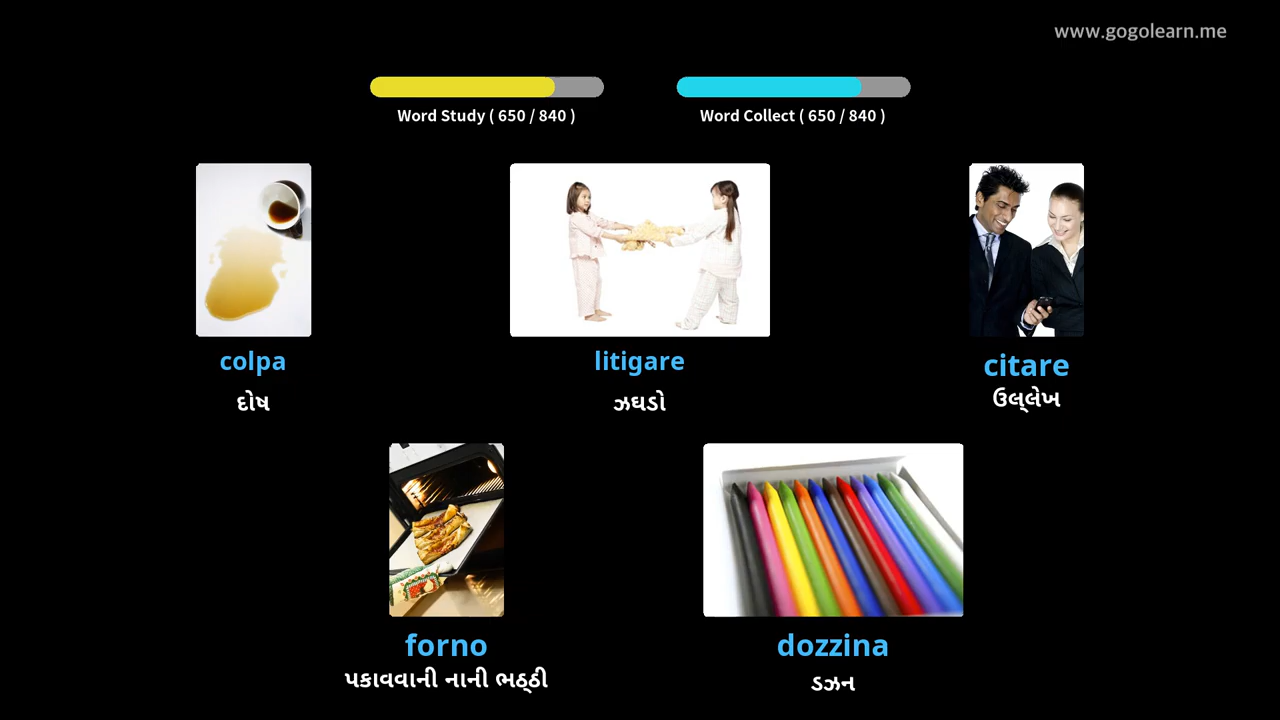 www.gogolearn.me
Word Study ( 650 / 840 )
Word Collect ( 650 / 840 )
colpa
દોષ
litigare
ઝઘડો
citare
ઉલ્લેખ
forno
પકાવવાની નાની ભઠ્ઠી
dozzina
ડઝન